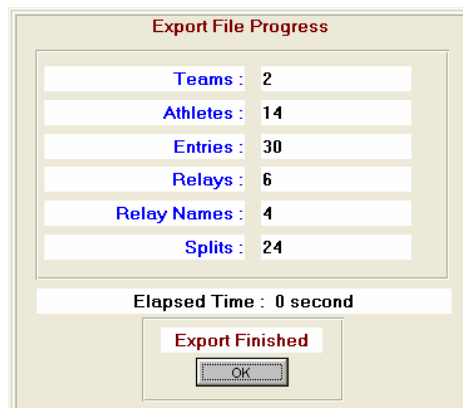 Export File Progress
Teams : 2
Athletes : 14
Entries : 30
Relays : 6
Relay Names : 4
Splits : 24
Elapsed Time : 0 second
Export Finished
OK